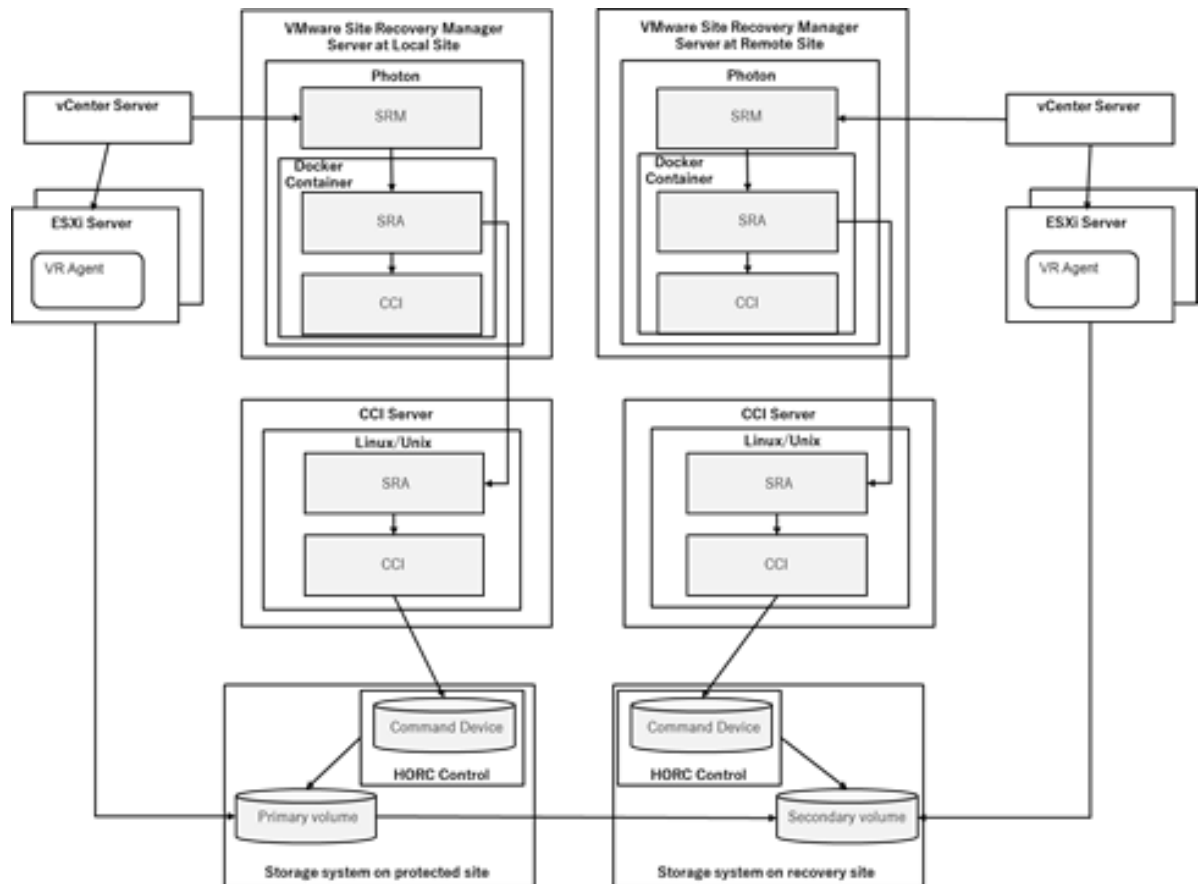 VMware Site Recovery Manager
Server at Local Site
VMware Site Recovery Manager
Server at Remote Site
Photon
Photon
vCenter Server
SRM
SRM
vCenter Server
Docker
Container
Docker
Container
ESXi Server
SRA
SRA
ESXi Server
VR Agent
VR Agent
CCI
CCI
CCI Server
CCI Server
Linux/Unix
Linux/Unix
SRA
SRA
CCI
CCI
Command Device
Command Device
HORC Control
HORC Control
Primary volume
Secondary volume
Storage system on protected site
Storage system on recovery site